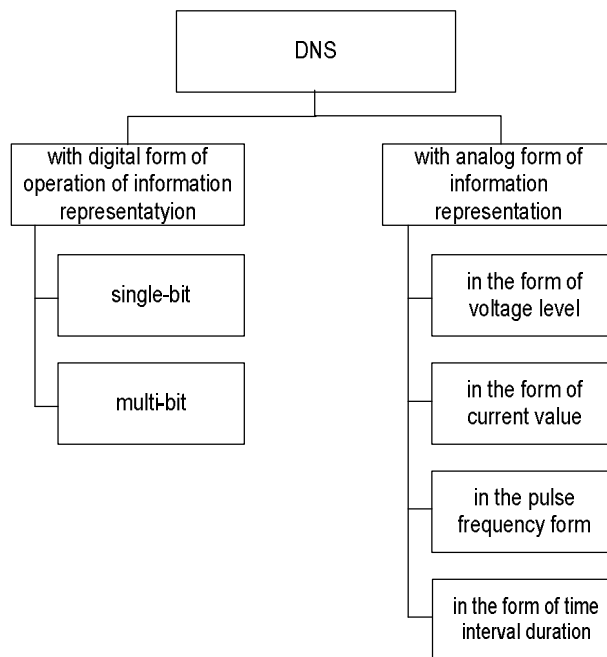 DNS
with digital form of
operation of information
representatyion
single-bit
multi-bit
with analog form of
information
representation
in the form of
voltage level
in the form of
current value
in the pulse
frequency form
in the form of time
interval duration